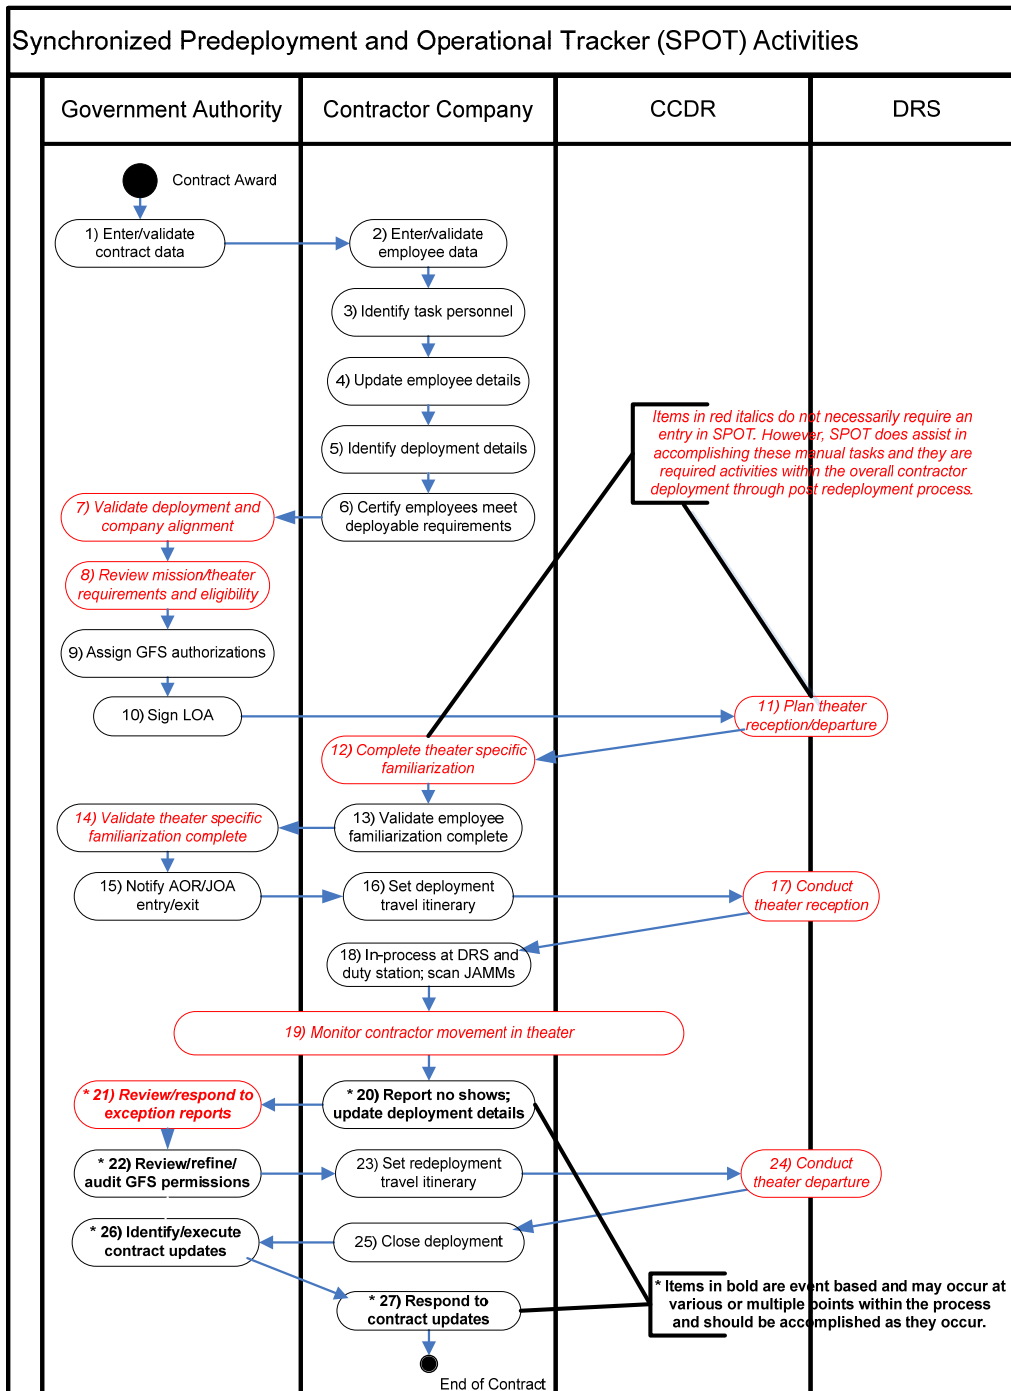 Synchronized Predeployment and Operational Tracker (SPOT) Activities
Government Authority
Contractor Company
CCDR
DRS
Contract Award
1) Enter/validate
contract data
2) Enter/validate
employee data
3) Identify task personnel
4) Update employee details
Items in red italics do not necessarily require an
entry in SPOT. However, SPOT does assist in
accomplishing these manual tasks and they are
required activities within the overall contractor
deployment through post redeployment process.
5) Identify deployment details
6) Certify employees meet
deployable requirements
7) Validate deployment and
company alignment
8) Review mission/theater
requirements and eligibility
9) Assign GFS authorizations
10) Sign LOA
11) Plan theater
reception/departure
12) Complete theater specific
familiarization
13) Validate employee
familiarization complete
14) Validate theater specific
familiarization complete
15) Notify AOR/JOA
entry/exit
16) Set deployment
travel itinerary
17) Conduct
theater reception
18) In-process at DRS and
duty station; scan JAMMs
19) Monitor contractor movement in theater
* 20) Report no shows;
update deployment details
* 21) Review/respond to
exception reports
* 22) Review/refine/
audit GFS permissions
23) Set redeployment
travel itinerary
24) Conduct
theater departure
25) Close deployment
* 26) Identify/execute
contract updates
* 27) Respond to
contract updates
* Items in bold are event based and may occur at
various or multiple points within the process
and should be accomplished as they occur.
End of Contract